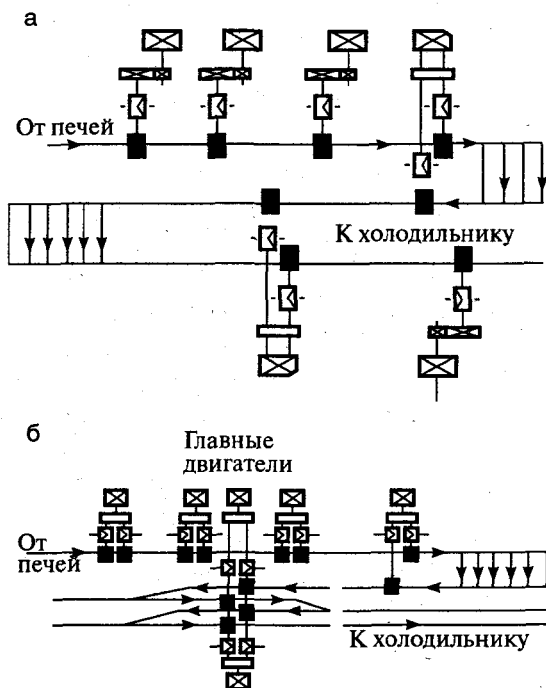 а
От печей
К холодильнику
б
Главные
двигатели
От
печей
К холодильнику